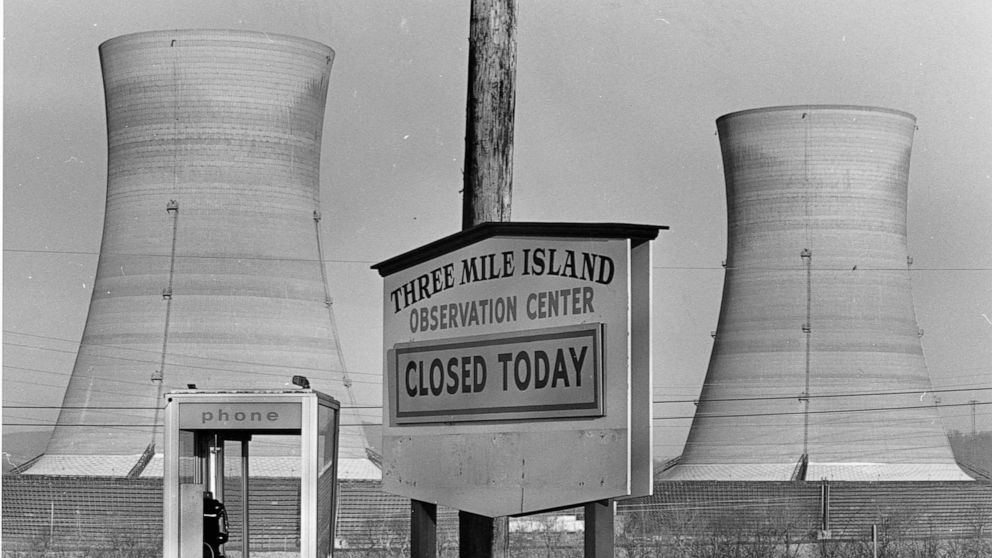 THREE MILE ISLAND
OBSERVATION CENTER
CLOSED TODAY
phone